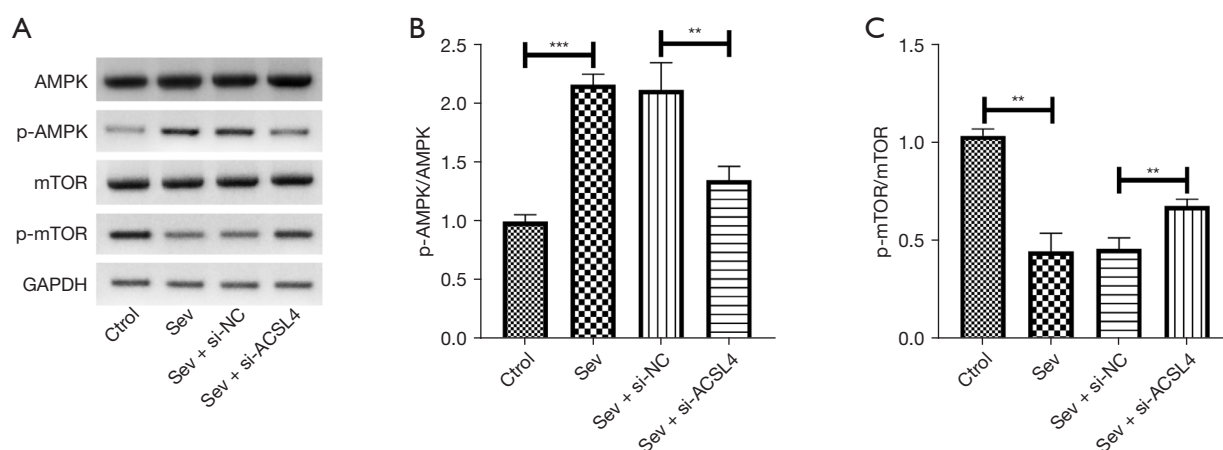 A
AMPK
p-AMPK
mTOR
p-mTOR
GAPDH
Ctrol
Sev
Sev + si-NC
Sev + si-ACSL4
B
p-AMPK/AMPK
2.5
2.0
1.5
1.0
0.5
0.0
***
**
Ctrol
Sev
Sev + si-NC
Sev + si-ACSL4
C
p-mTOR/mTOR
1.5
1.0
0.5
0.0
**
**
Ctrol
Sev
Sev + si-NC
Sev + si-ACSL4